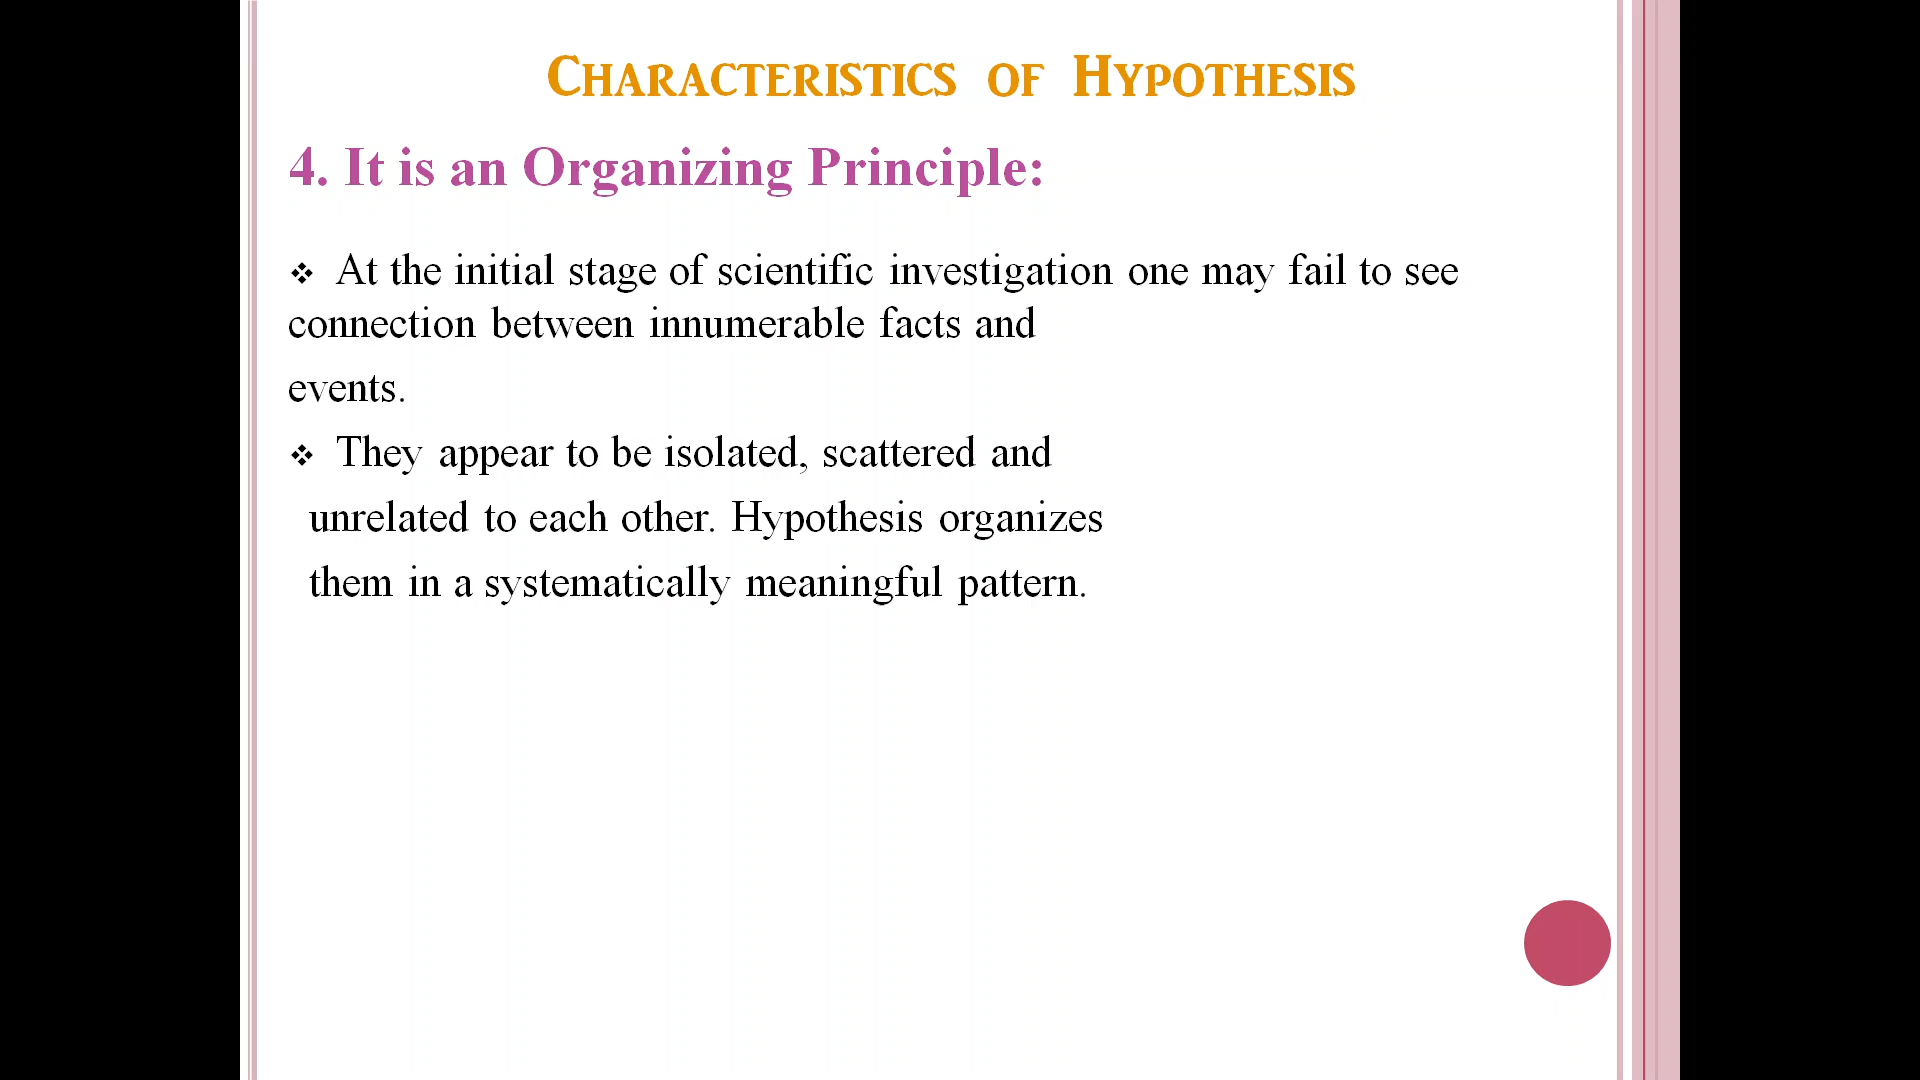 Characteristics of Hypothesis
4. It is an Organizing Principle:
❖ At the initial stage of scientific investigation one may fail to see
connection between innumerable facts and
events.
❖ They appear to be isolated, scattered and
unrelated to each other. Hypothesis organizes
them in a systematically meaningful pattern.